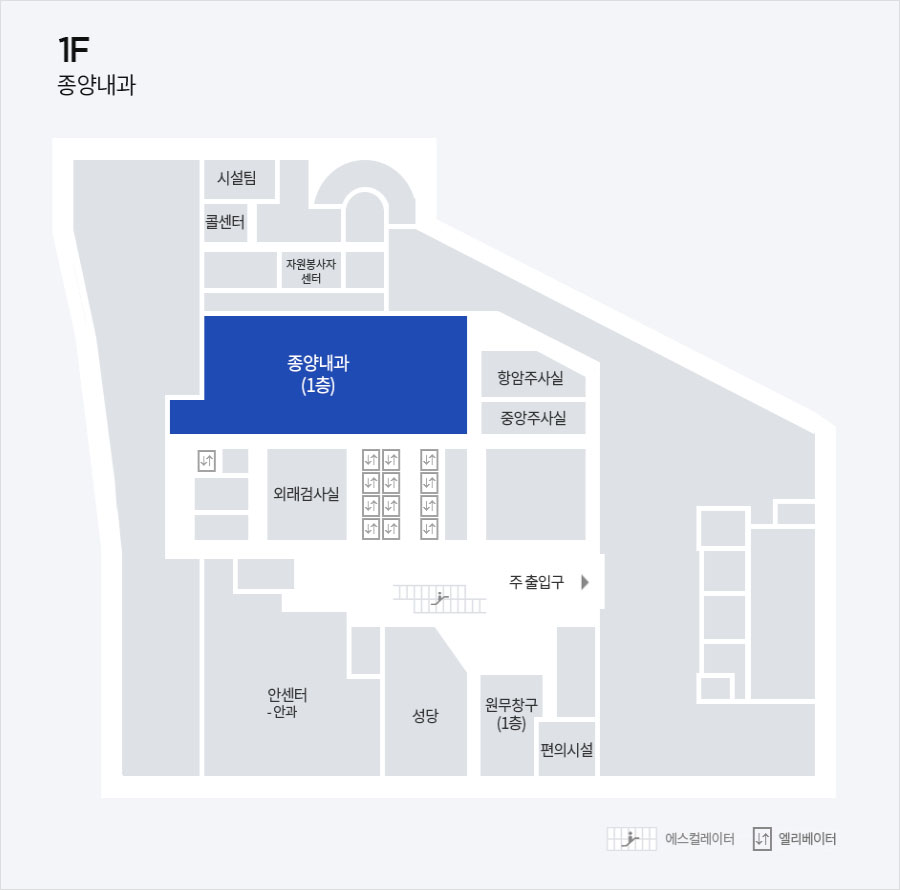 1F
종양내과
시설팀
콜센터
자원봉사자
센터
종양내과
(1층)
항암주사실
중앙주사실
외래검사실
주 출입구
안센터
- 안과
성당
원무창구
(1층)
편의시설
에스컬레이터
엘리베이터